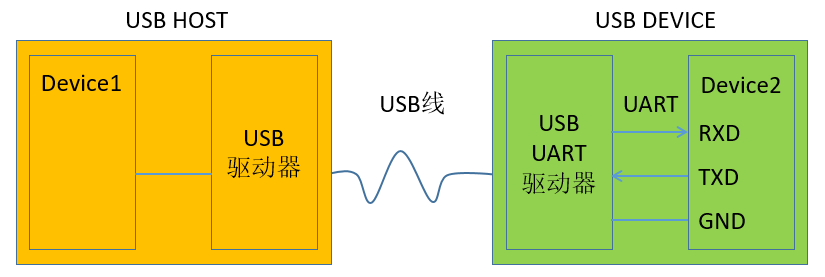 USB HOST
USB DEVICE
Device1
USB
驱动器
USB线
USB
UART
驱动器
UART
Device2
RXD
TXD
GND